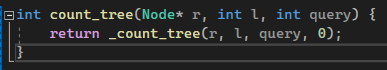 int count_tree(Node* r, int l, int query) {
return _count_tree(r, l, query, 0);
}